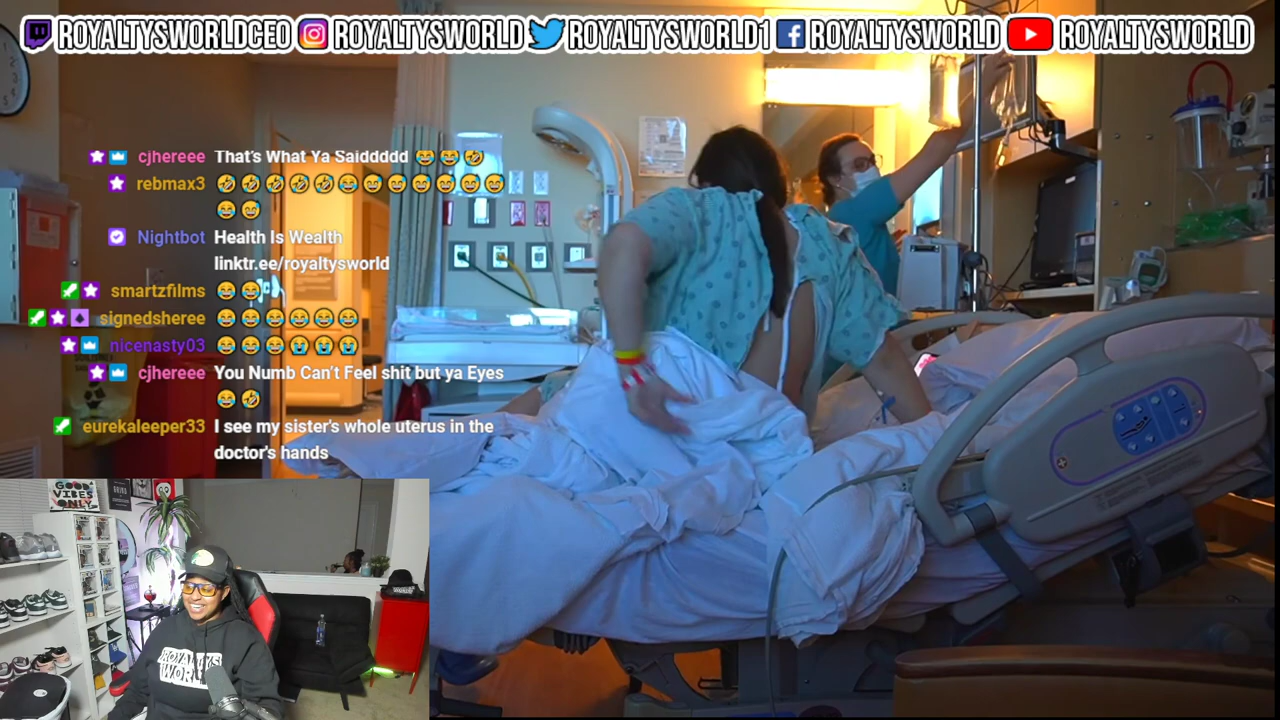 ROYALTYSWORLDCEO ROYALTYSWORLD ROYALTYSWORLD1 ROYALTYSWORLD ROYALTYSWORLD
cjhereee That's What Ya Saiddddd 😂 😂 🤣
rebmax3 🤣 🤣 🤣 🤣 🤣 😂 😅 😅 😅 😅 😅 😅
😂 😅
Nightbot Health Is Wealth
linktr.ee/royaltysworld
smartzfilms 😂 😂
signedsheree 😂 😂 😂 😂 😂 😂
nicenasty03 😂 😂 😂 😭 😭 😭
cjhereee You Numb Can't Feel shit but ya Eyes
😂 🤣
eurekaleeper33 I see my sister's whole uterus in the
doctor's hands
GOOD
VIBES
ONLY
ROYALTYS
WORLD